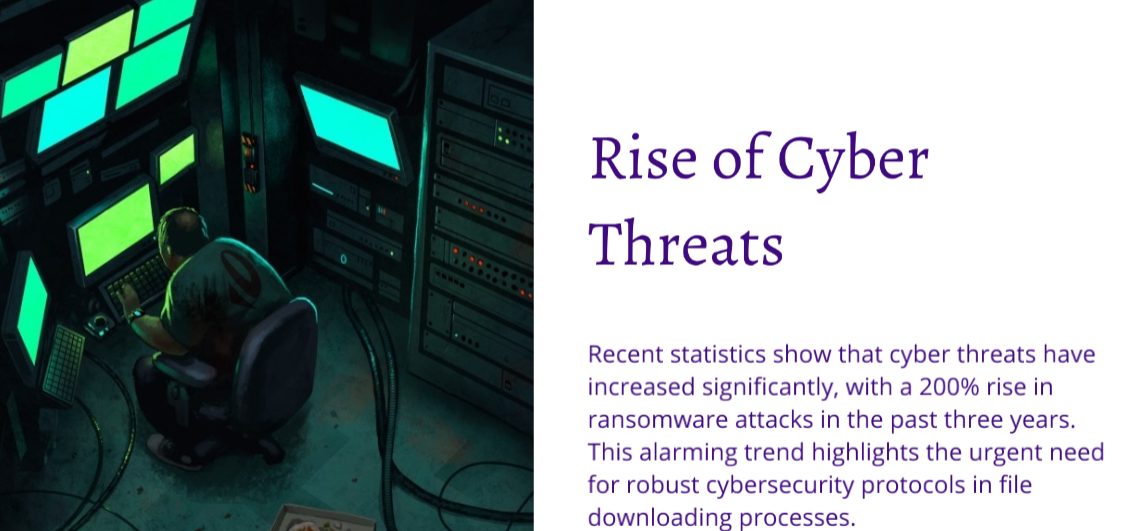 Rise of Cyber
Threats
Recent statistics show that cyber threats have
increased significantly, with a 200% rise in
ransomware attacks in the past three years.
This alarming trend highlights the urgent need
for robust cybersecurity protocols in file
downloading processes.